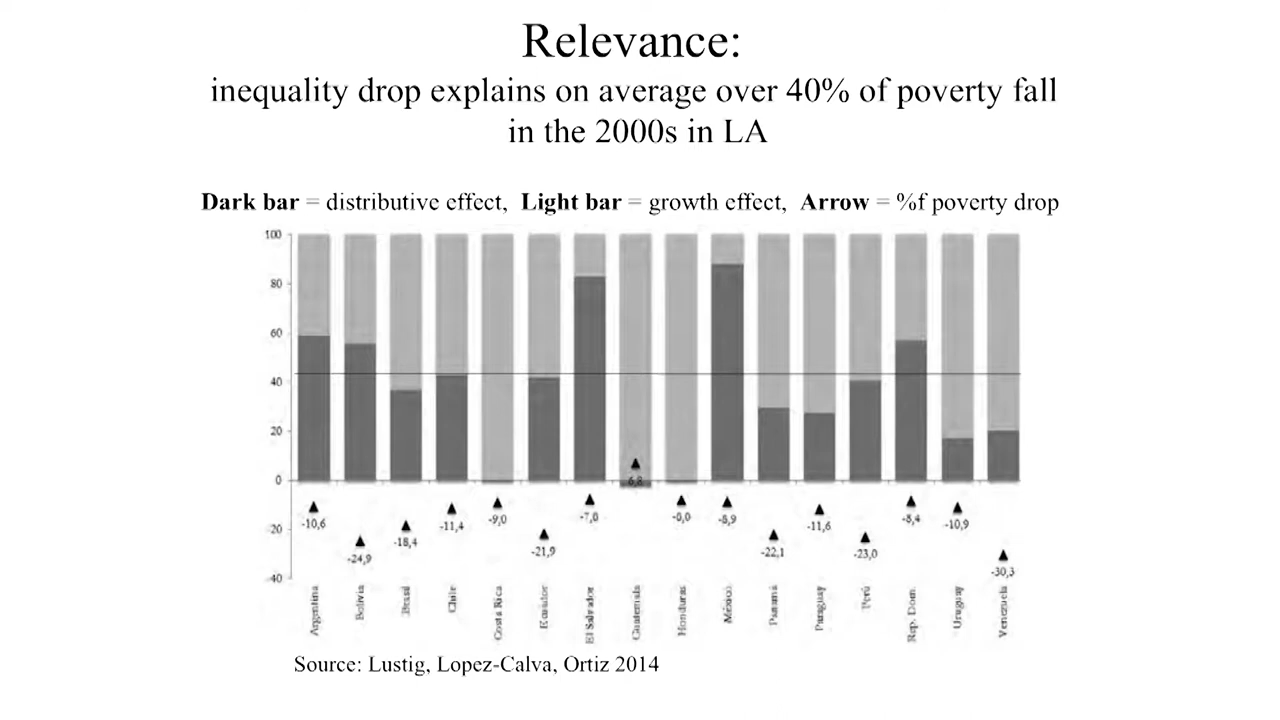 Relevance:
inequality drop explains on average over 40% of poverty fall
in the 2000s in LA
Dark bar = distributive effect, Light bar = growth effect, Arrow = %f poverty drop
100
80
60
40
20
0
-20
-40
6,8
-10,6
-24,9
-18,4
-11,4
-9,0
-21,9
-7,0
-22,1
-11,6
-23,0
-8,4
-10,9
-30,3
Argentina
Bolivia
Brasil
Chile
Costa Rica
Ecuador
El Salvador
Guatemala
Honduras
México
Panamá
Paraguay
Perú
Rep. Dom.
Uruguay
Venezuela
Source: Lustig, Lopez-Calva, Ortiz 2014